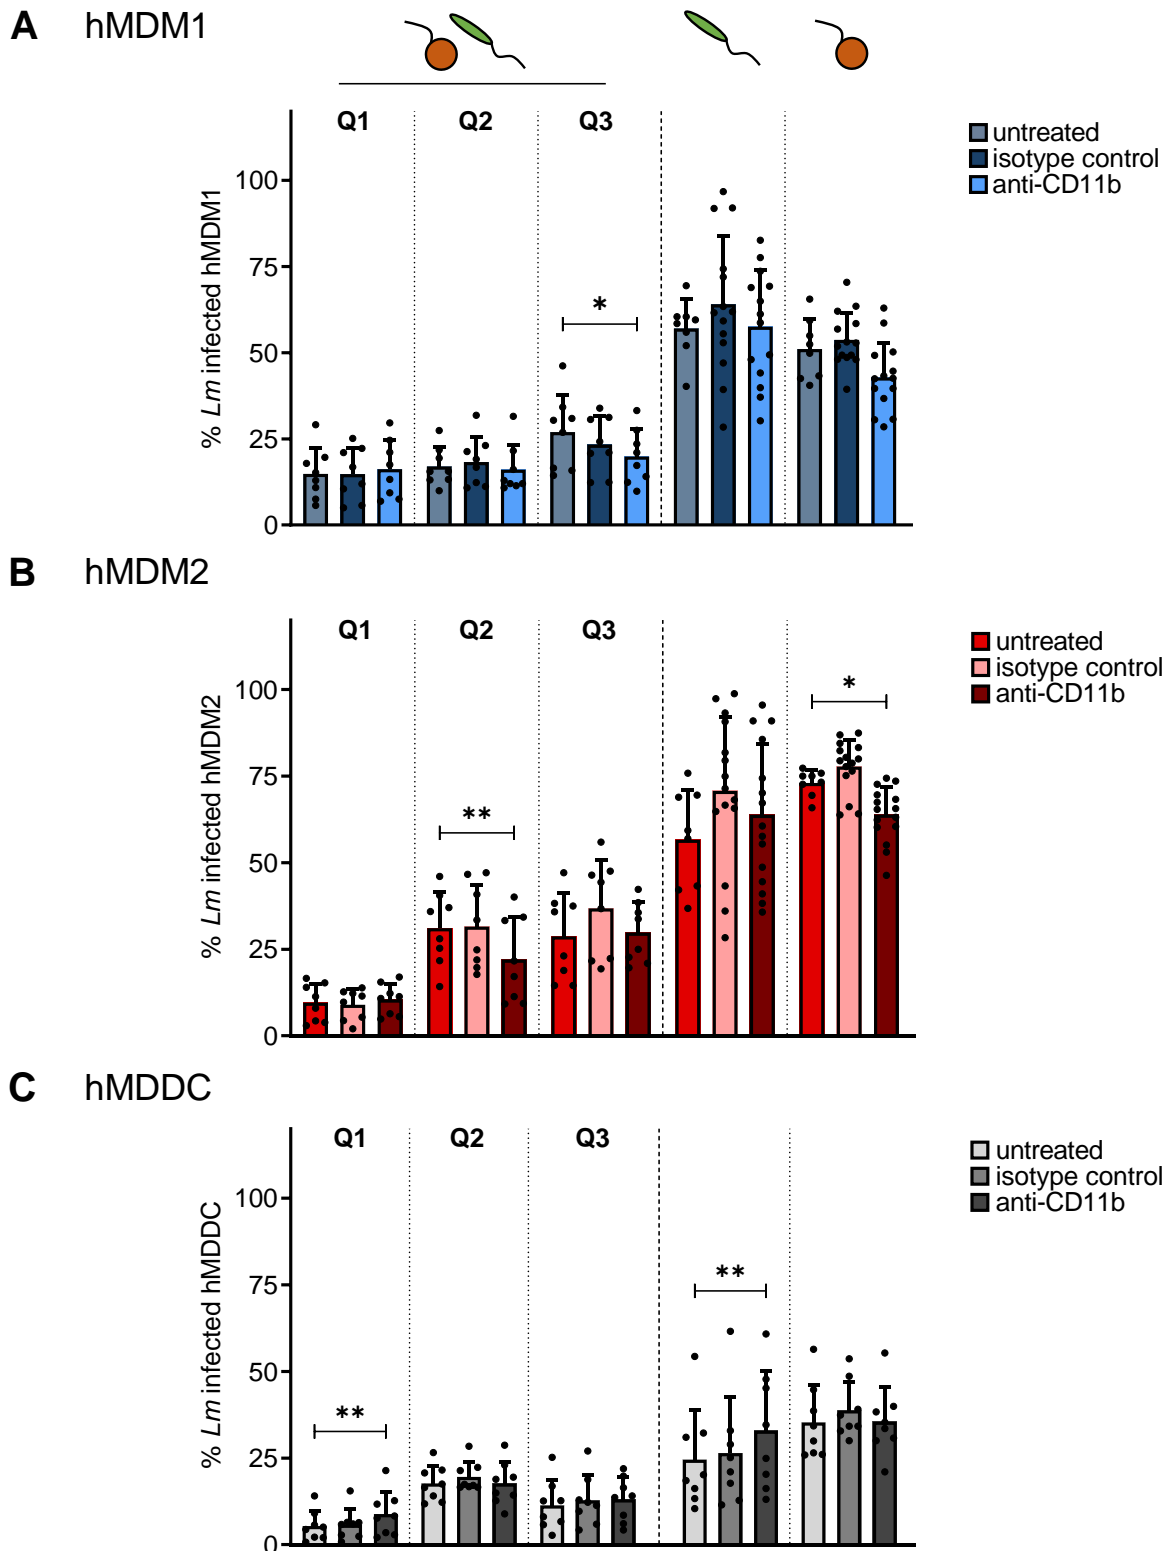 A hMDM1
Q1 Q2 Q3
untreated
isotype control
anti-CD11b
% Lm infected hMDM1
100
75
50
25
0
*
B hMDM2
Q1 Q2 Q3
untreated
isotype control
anti-CD11b
% Lm infected hMDM2
100
75
50
25
0
**
*
C hMDDC
Q1 Q2 Q3
untreated
isotype control
anti-CD11b
% Lm infected hMDDC
100
75
50
25
0
**
**